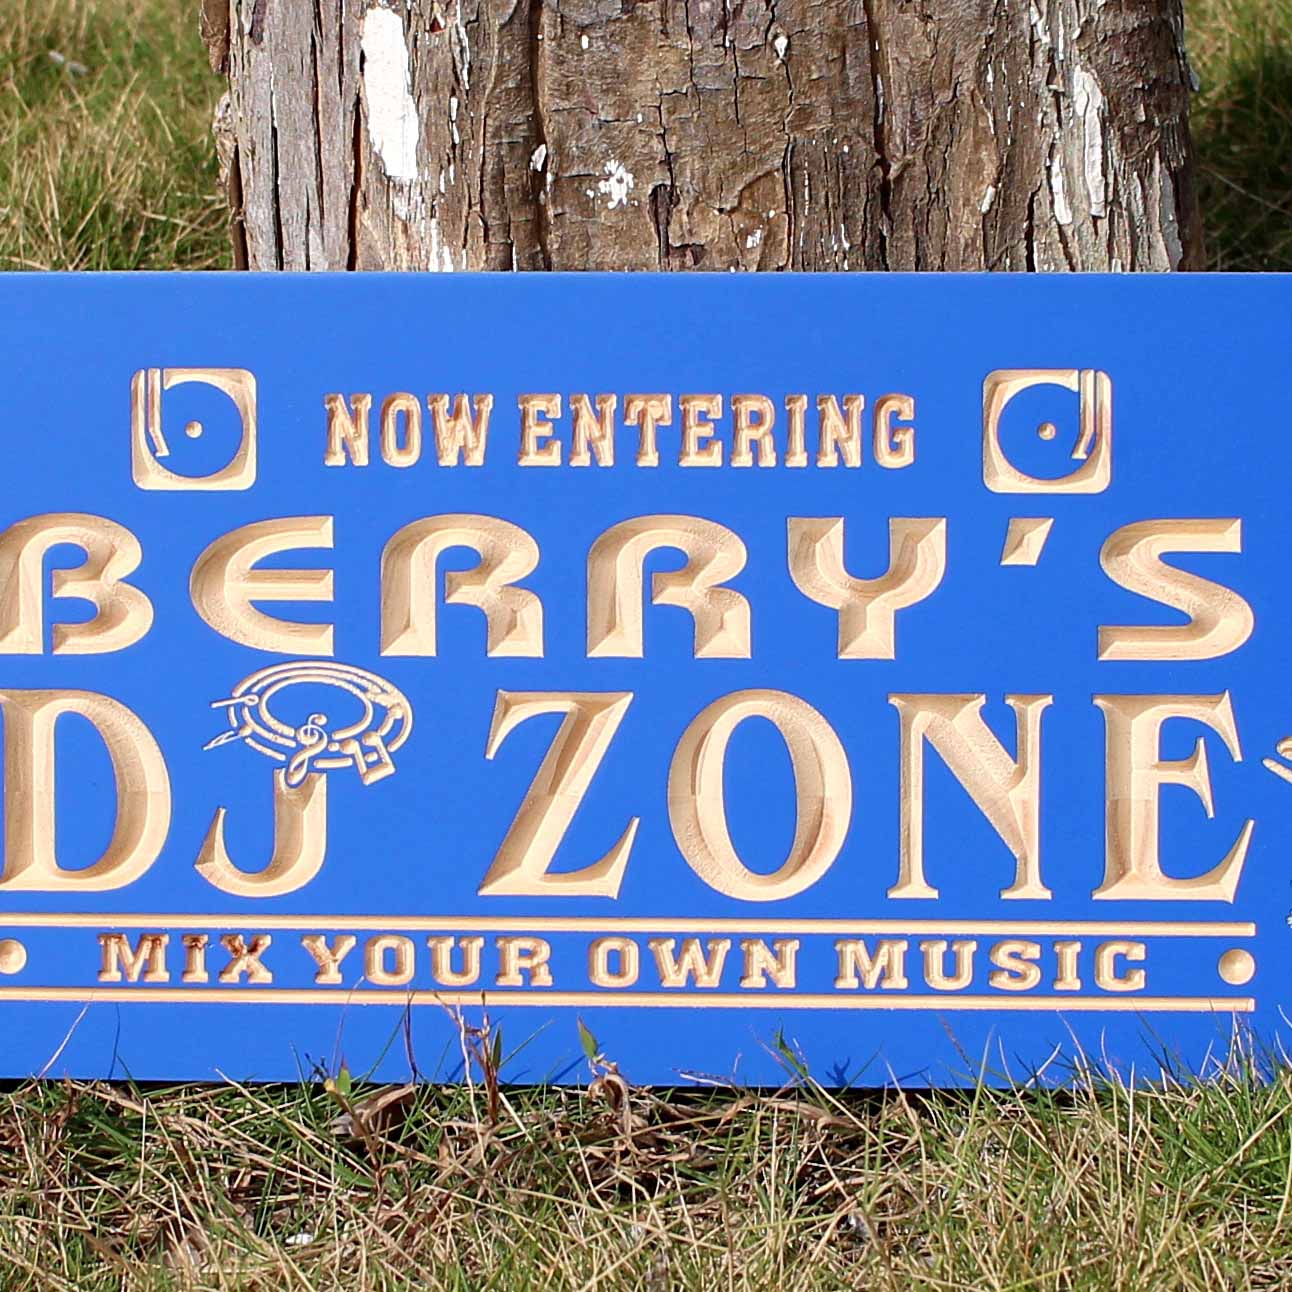 NOW ENTERING
BERRY'S
DJ ZONE
MIX YOUR OWN MUSIC